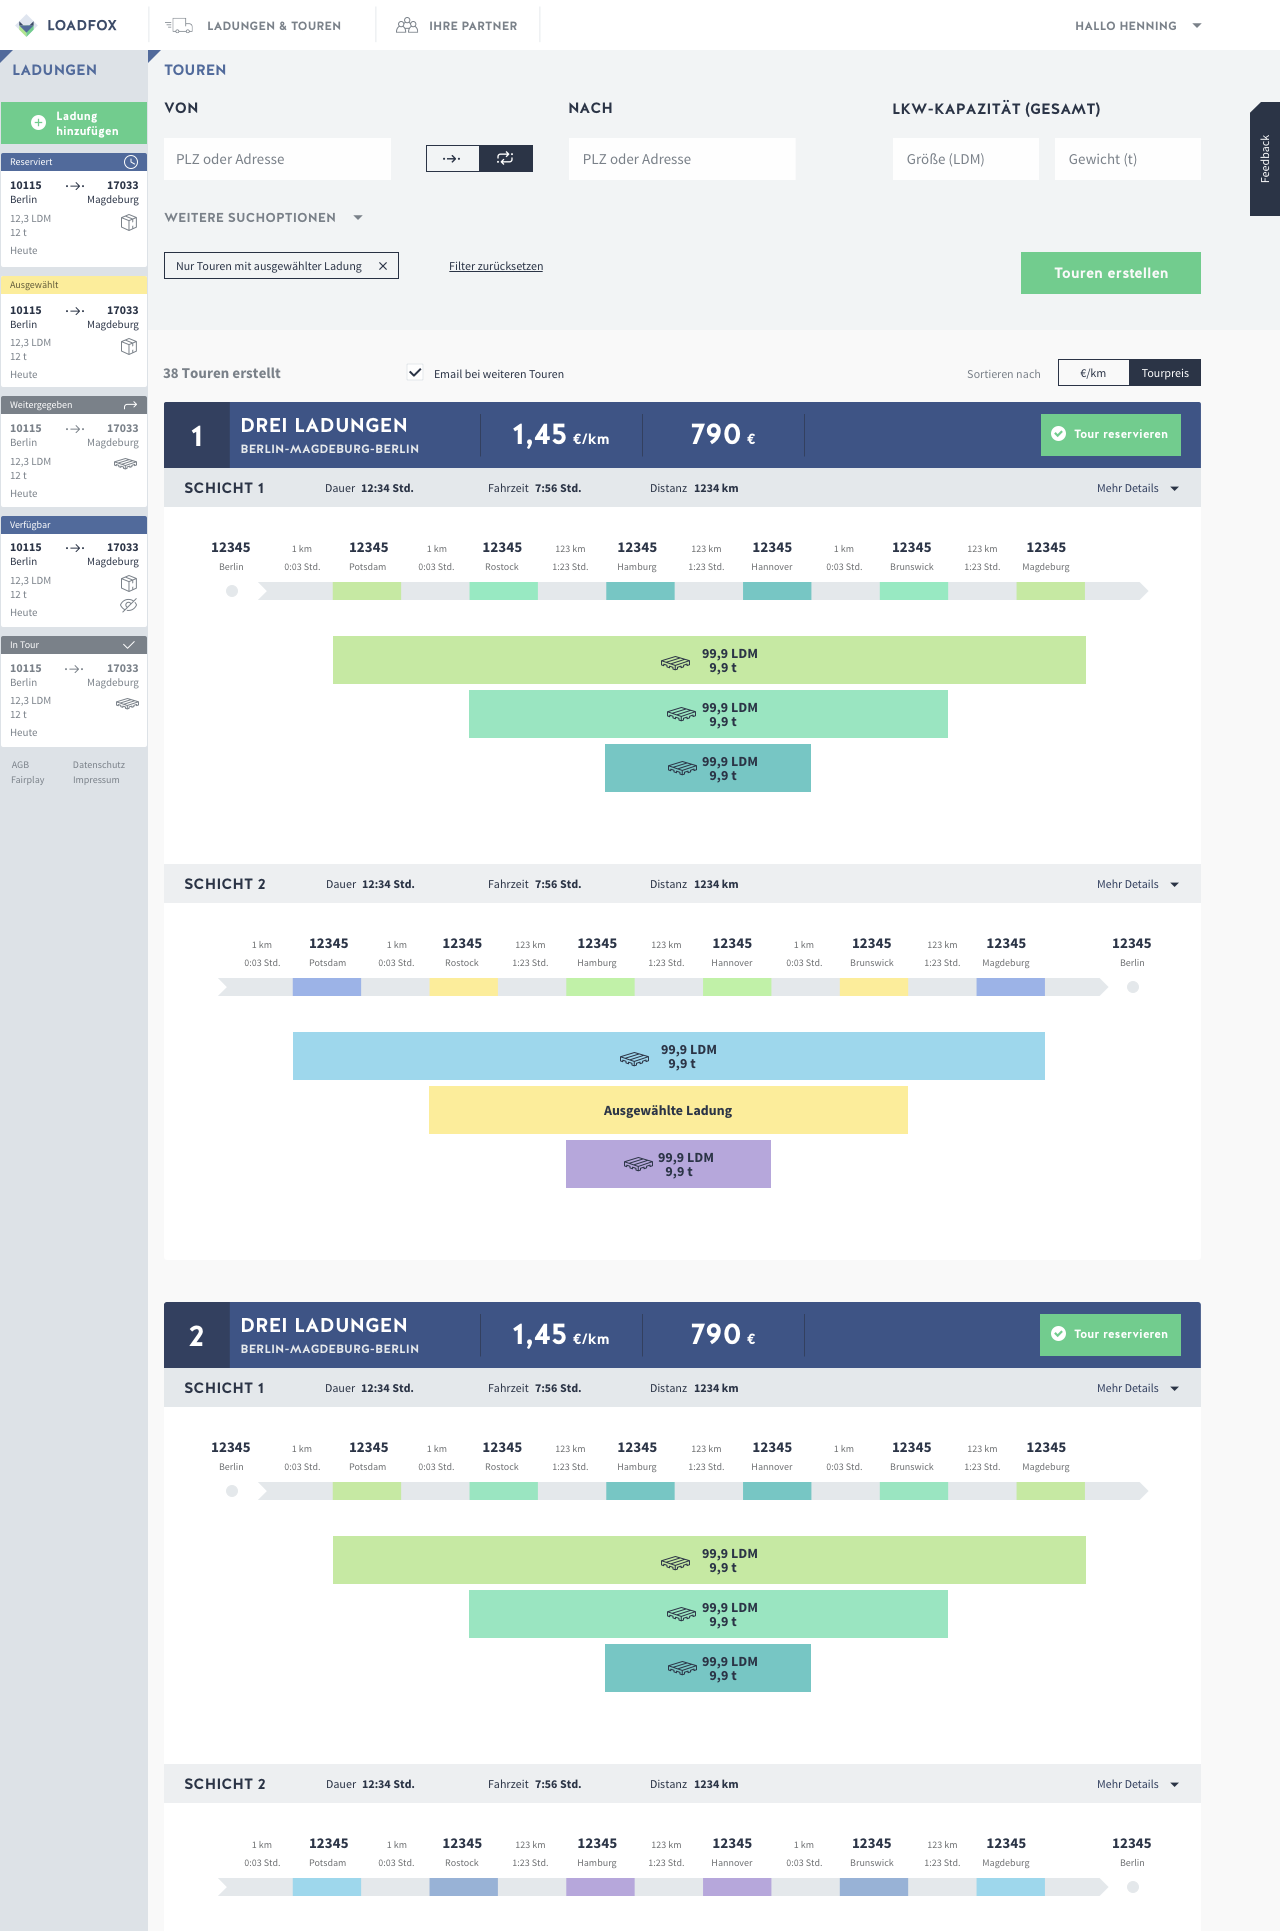 LOADFOX
LADUNGEN & TOUREN
IHRE PARTNER
HALLO HENNING
LADUNGEN
Ladung
hinzufügen
Reserviert
10115 17033
Berlin Magdeburg
12,3 LDM
12 t
Heute
Ausgewählt
10115 17033
Berlin Magdeburg
12,3 LDM
12 t
Heute
Weitergegeben
10115 17033
Berlin Magdeburg
12,3 LDM
12 t
Heute
Verfügbar
10115 17033
Berlin Magdeburg
12,3 LDM
12 t
Heute
In Tour
10115 17033
Berlin Magdeburg
12,3 LDM
12 t
Heute
AGB Datenschutz
Fairplay Impressum
TOUREN
VON NACH LKW-KAPAZITÄT (GESAMT)
PLZ oder Adresse PLZ oder Adresse Größe (LDM) Gewicht (t)
Feedback
WEITERE SUCHOPTIONEN
Nur Touren mit ausgewählter Ladung Filter zurücksetzen
Touren erstellen
38 Touren erstellt Email bei weiteren Touren Sortieren nach €/km Tourpreis
1 DREI LADUNGEN 1,45 €/km 790 € Tour reservieren
BERLIN-MAGDEBURG-BERLIN
SCHICHT 1 Dauer 12:34 Std. Fahrzeit 7:56 Std. Distanz 1234 km Mehr Details
12345 1 km 12345 1 km 12345 123 km 12345 123 km 12345 1 km 12345 123 km 12345
Berlin 0:03 Std. Potsdam 0:03 Std. Rostock 1:23 Std. Hamburg 1:23 Std. Hannover 0:03 Std. Brunswick 1:23 Std. Magdeburg
99,9 LDM
9,9 t
99,9 LDM
9,9 t
99,9 LDM
9,9 t
SCHICHT 2 Dauer 12:34 Std. Fahrzeit 7:56 Std. Distanz 1234 km Mehr Details
1 km 12345 1 km 12345 123 km 12345 123 km 12345 1 km 12345 123 km 12345 12345
0:03 Std. Potsdam 0:03 Std. Rostock 1:23 Std. Hamburg 1:23 Std. Hannover 0:03 Std. Brunswick 1:23 Std. Magdeburg Berlin
99,9 LDM
9,9 t
Ausgewählte Ladung
99,9 LDM
9,9 t
2 DREI LADUNGEN 1,45 €/km 790 € Tour reservieren
BERLIN-MAGDEBURG-BERLIN
SCHICHT 1 Dauer 12:34 Std. Fahrzeit 7:56 Std. Distanz 1234 km Mehr Details
12345 1 km 12345 1 km 12345 123 km 12345 123 km 12345 1 km 12345 123 km 12345
Berlin 0:03 Std. Potsdam 0:03 Std. Rostock 1:23 Std. Hamburg 1:23 Std. Hannover 0:03 Std. Brunswick 1:23 Std. Magdeburg
99,9 LDM
9,9 t
99,9 LDM
9,9 t
99,9 LDM
9,9 t
SCHICHT 2 Dauer 12:34 Std. Fahrzeit 7:56 Std. Distanz 1234 km Mehr Details
1 km 12345 1 km 12345 123 km 12345 123 km 12345 1 km 12345 123 km 12345 12345
0:03 Std. Potsdam 0:03 Std. Rostock 1:23 Std. Hamburg 1:23 Std. Hannover 0:03 Std. Brunswick 1:23 Std. Magdeburg Berlin